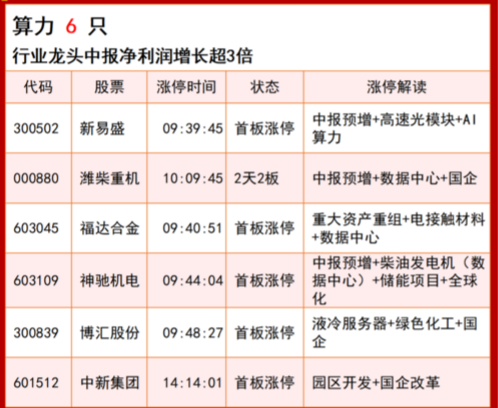 算力 6 只
行业龙头中报净利润增长超3倍
代码 股票 涨停时间 状态 涨停解读
300502 新易盛 09:39:45 首板涨停 中报预增+高速光模块+AI
算力
000880 潍柴重机 10:09:45 2天2板 中报预增+数据中心+国企
603045 福达合金 09:40:51 首板涨停 重大资产重组+电接触材料
+数据中心
603109 神驰机电 09:44:04 首板涨停 中报预增+柴油发电机（数
据中心）+储能项目+全球
化
300839 博汇股份 09:48:27 首板涨停 液冷服务器+绿色化工+国
企
601512 中新集团 14:14:01 首板涨停 园区开发+国企改革